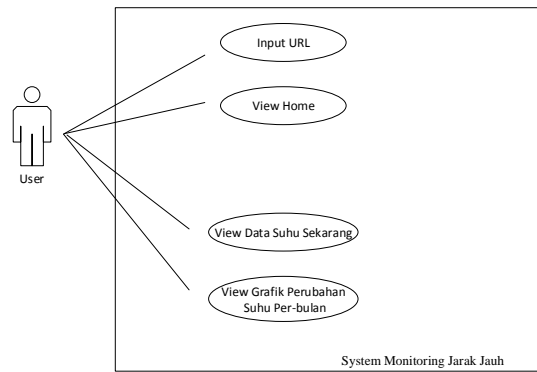 Input URL
View Home
User
View Data Suhu Sekarang
View Grafik Perubahan
Suhu Per-bulan
System Monitoring Jarak Jauh